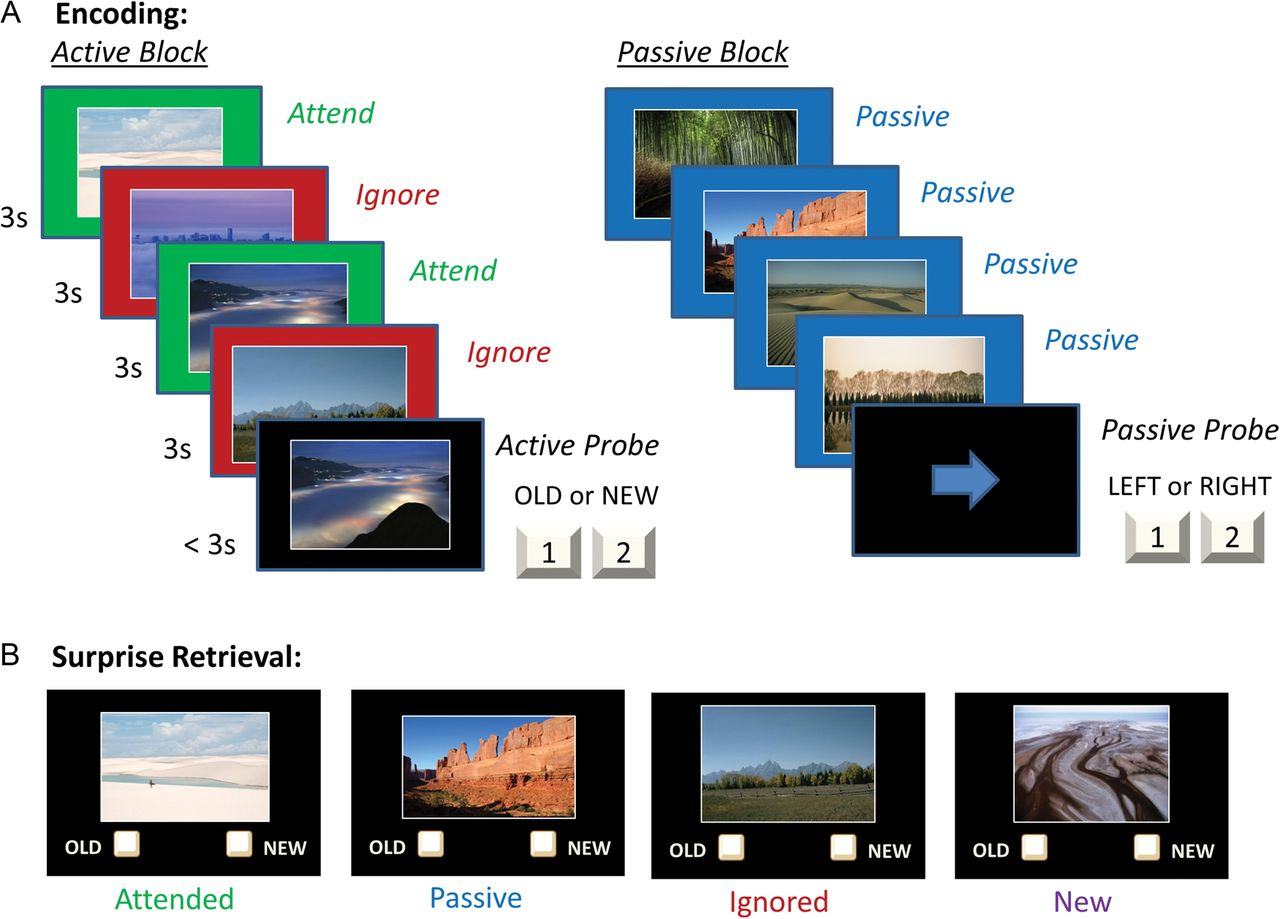 A Encoding:
Active Block
Passive Block
Attend
Ignore
Attend
Ignore
3s
3s
3s
3s
< 3s
Active Probe
OLD or NEW
1 2
Passive
Passive
Passive
Passive
Passive Probe
LEFT or RIGHT
1 2
B Surprise Retrieval:
OLD NEW
Attended
OLD NEW
Passive
OLD NEW
Ignored
OLD NEW
New